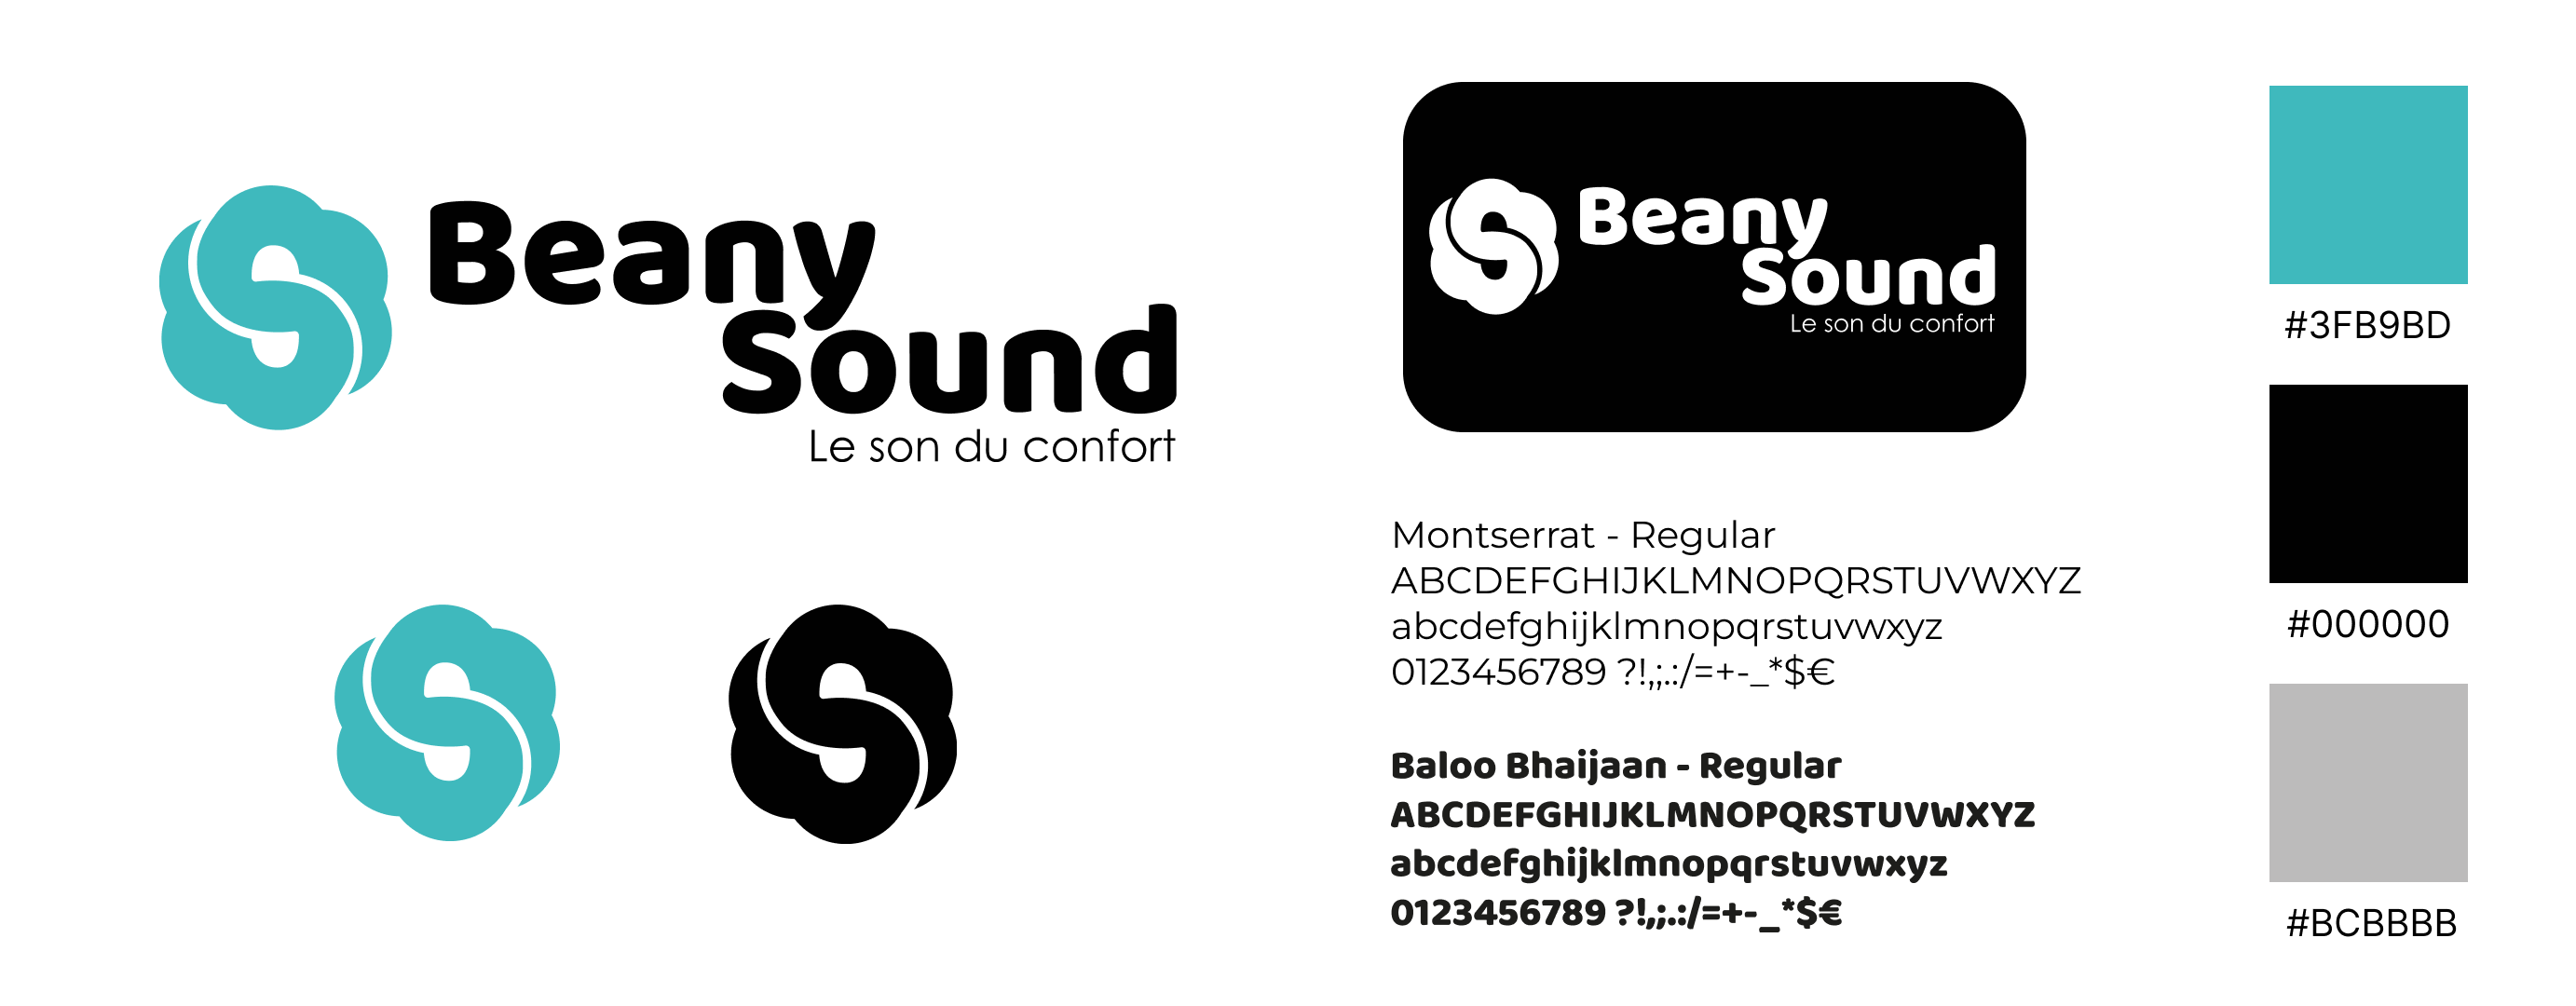 Beany
Sound
Le son du confort
Beany
Sound
Le son du confort
Montserrat - Regular
ABCDEFGHIJKLMNOPQRSTUVWXYZ
abcdefghijklmnopqrstuvwxyz
0123456789 ?!,;.:/=+-_*$€
Baloo Bhaijaan - Regular
ABCDEFGHIJKLMNOPQRSTUVWXYZ
abcdefghijklmnopqrstuvwxyz
0123456789 ?!,;.:/=+-_*$€
#3FB9BD
#000000
#BCBBBB